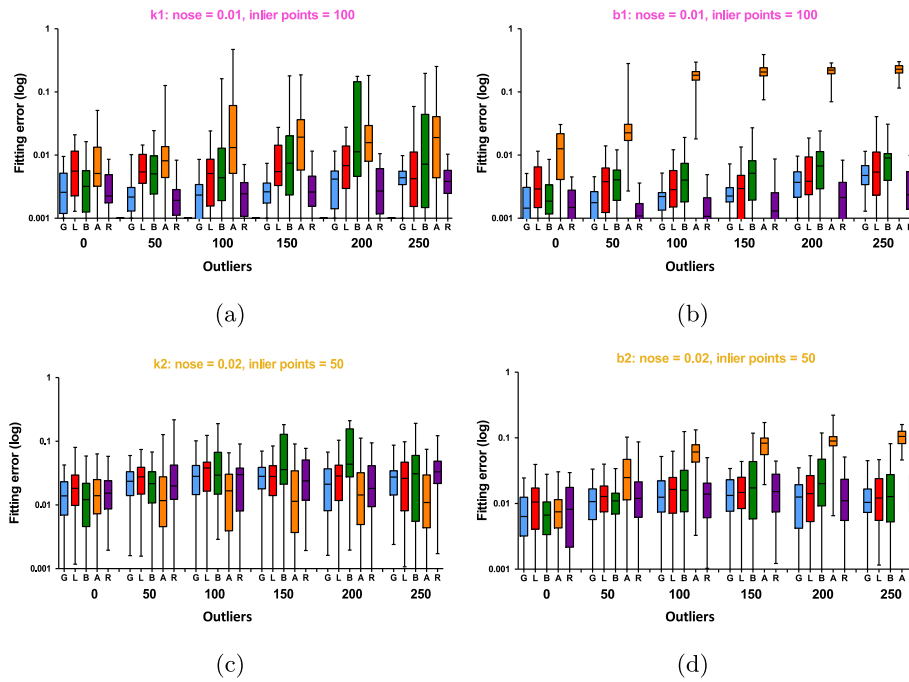 k1: nose = 0.01, inlier points = 100
Fitting error (log)
1
0.1
0.01
0.001
G L B A R G L B A R G L B A R G L B A R G L B A R G L B A R
0 50 100 150 200 250
Outliers
(a)
b1: nose = 0.01, inlier points = 100
Fitting error (log)
1
0.1
0.01
0.001
G L B A R G L B A R G L B A R G L B A R G L B A R G L B A
0 50 100 150 200 250
Outliers
(b)
k2: nose = 0.02, inlier points = 50
Fitting error (log)
1
0.1
0.01
0.001
G L B A R G L B A R G L B A R G L B A R G L B A R G L B A R
0 50 100 150 200 250
Outliers
(c)
b2: nose = 0.02, inlier points = 50
Fitting error (log)
1
0.1
0.01
0.001
G L B A R G L B A R G L B A R G L B A R G L B A R G L B A
0 50 100 150 200 250
Outliers
(d)